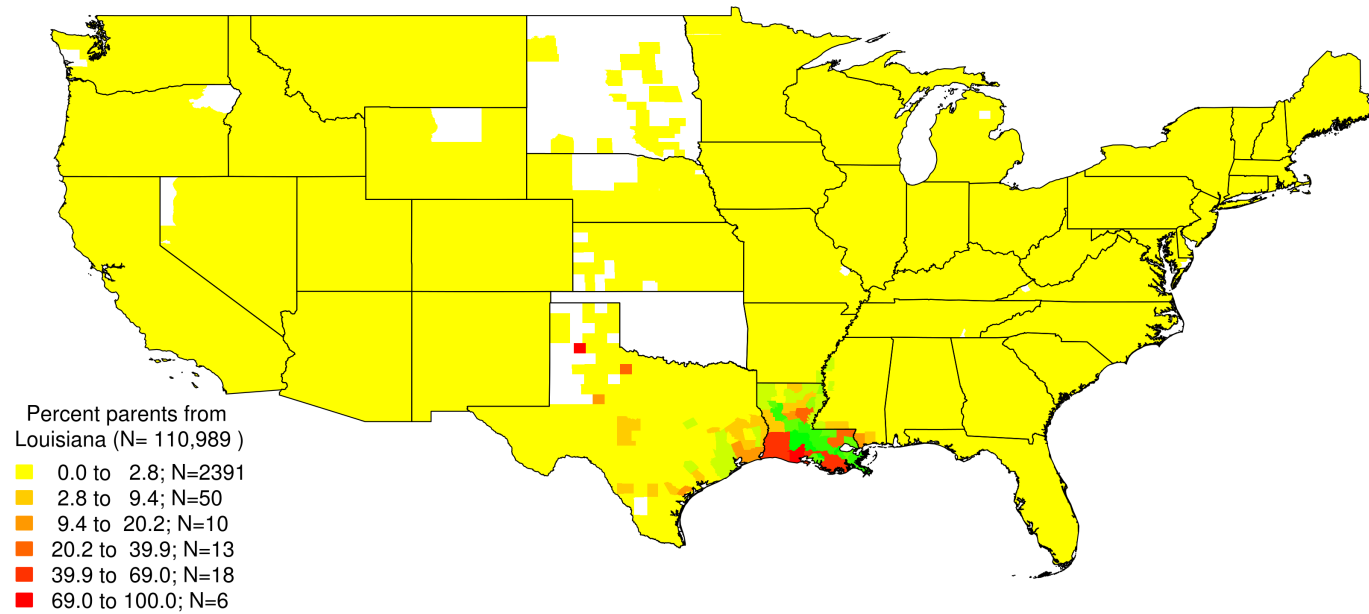 Percent parents from
Louisiana (N= 110,989 )
0.0 to 2.8; N=2391
2.8 to 9.4; N=50
9.4 to 20.2; N=10
20.2 to 39.9; N=13
39.9 to 69.0; N=18
69.0 to 100.0; N=6